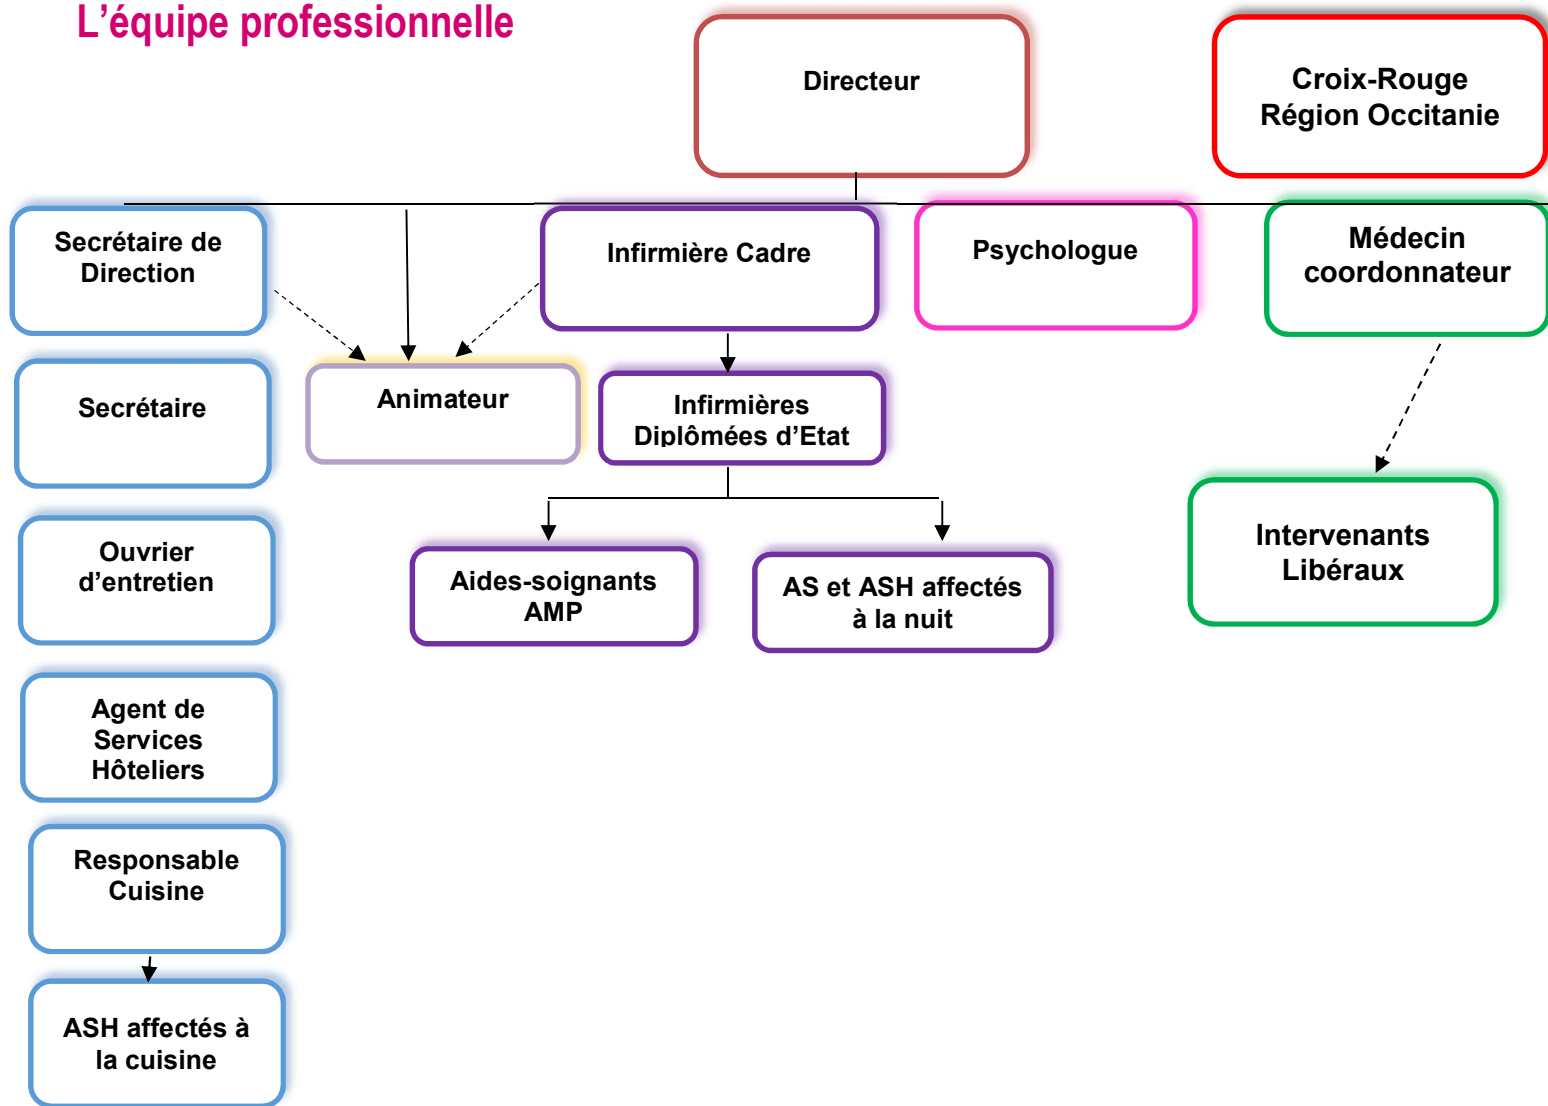 L'équipe professionnelle
Directeur
Croix-Rouge
Région Occitanie
Secrétaire de
Direction
Infirmière Cadre
Psychologue
Médecin
coordonnateur
Secrétaire
Animateur
Infirmières
Diplômées d’Etat
Ouvrier
d’entretien
Aides-soignants
AMP
AS et ASH affectés
à la nuit
Intervenants
Libéraux
Agent de
Services
Hôteliers
Responsable
Cuisine
ASH affectés à
la cuisine